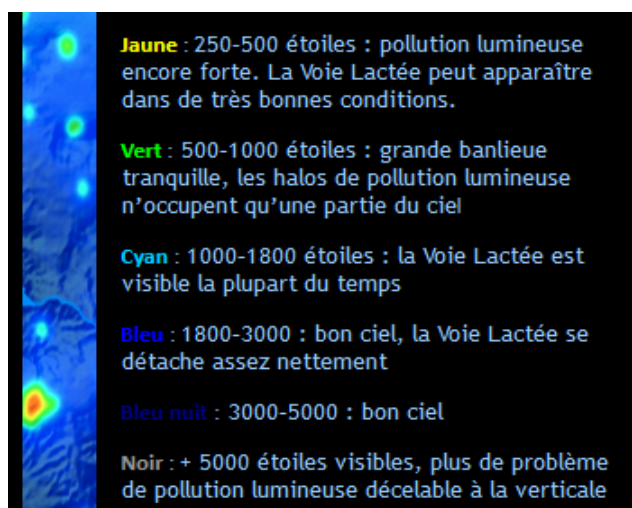 Jaune : 250-500 étoiles : pollution lumineuse
encore forte. La Voie Lactée peut apparaître
dans de très bonnes conditions.
Vert : 500-1000 étoiles : grande banlieue
tranquille, les halos de pollution lumineuse
n'occupent qu'une partie du ciel
Cyan : 1000-1800 étoiles : la Voie Lactée est
visible la plupart du temps
Bleu : 1800-3000 : bon ciel, la Voie Lactée se
détache assez nettement
Bleu nuit : 3000-5000 : bon ciel
Noir : + 5000 étoiles visibles, plus de problème
de pollution lumineuse décelable à la verticale